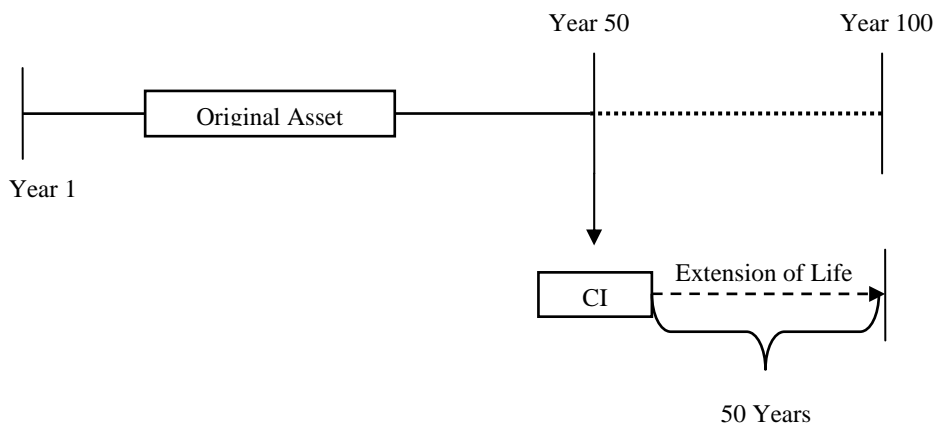 Year 50
Year 100
Original Asset
Year 1
Extension of Life
CI
50 Years